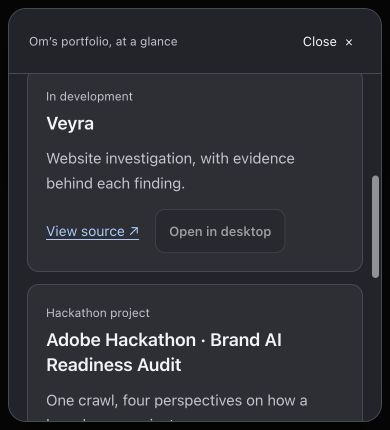 Om's portfolio, at a glance
Close ×
In development
Veyra
Website investigation, with evidence
behind each finding.
View source ↗
Open in desktop
Hackathon project
Adobe Hackathon · Brand AI
Readiness Audit
One crawl, four perspectives on how a